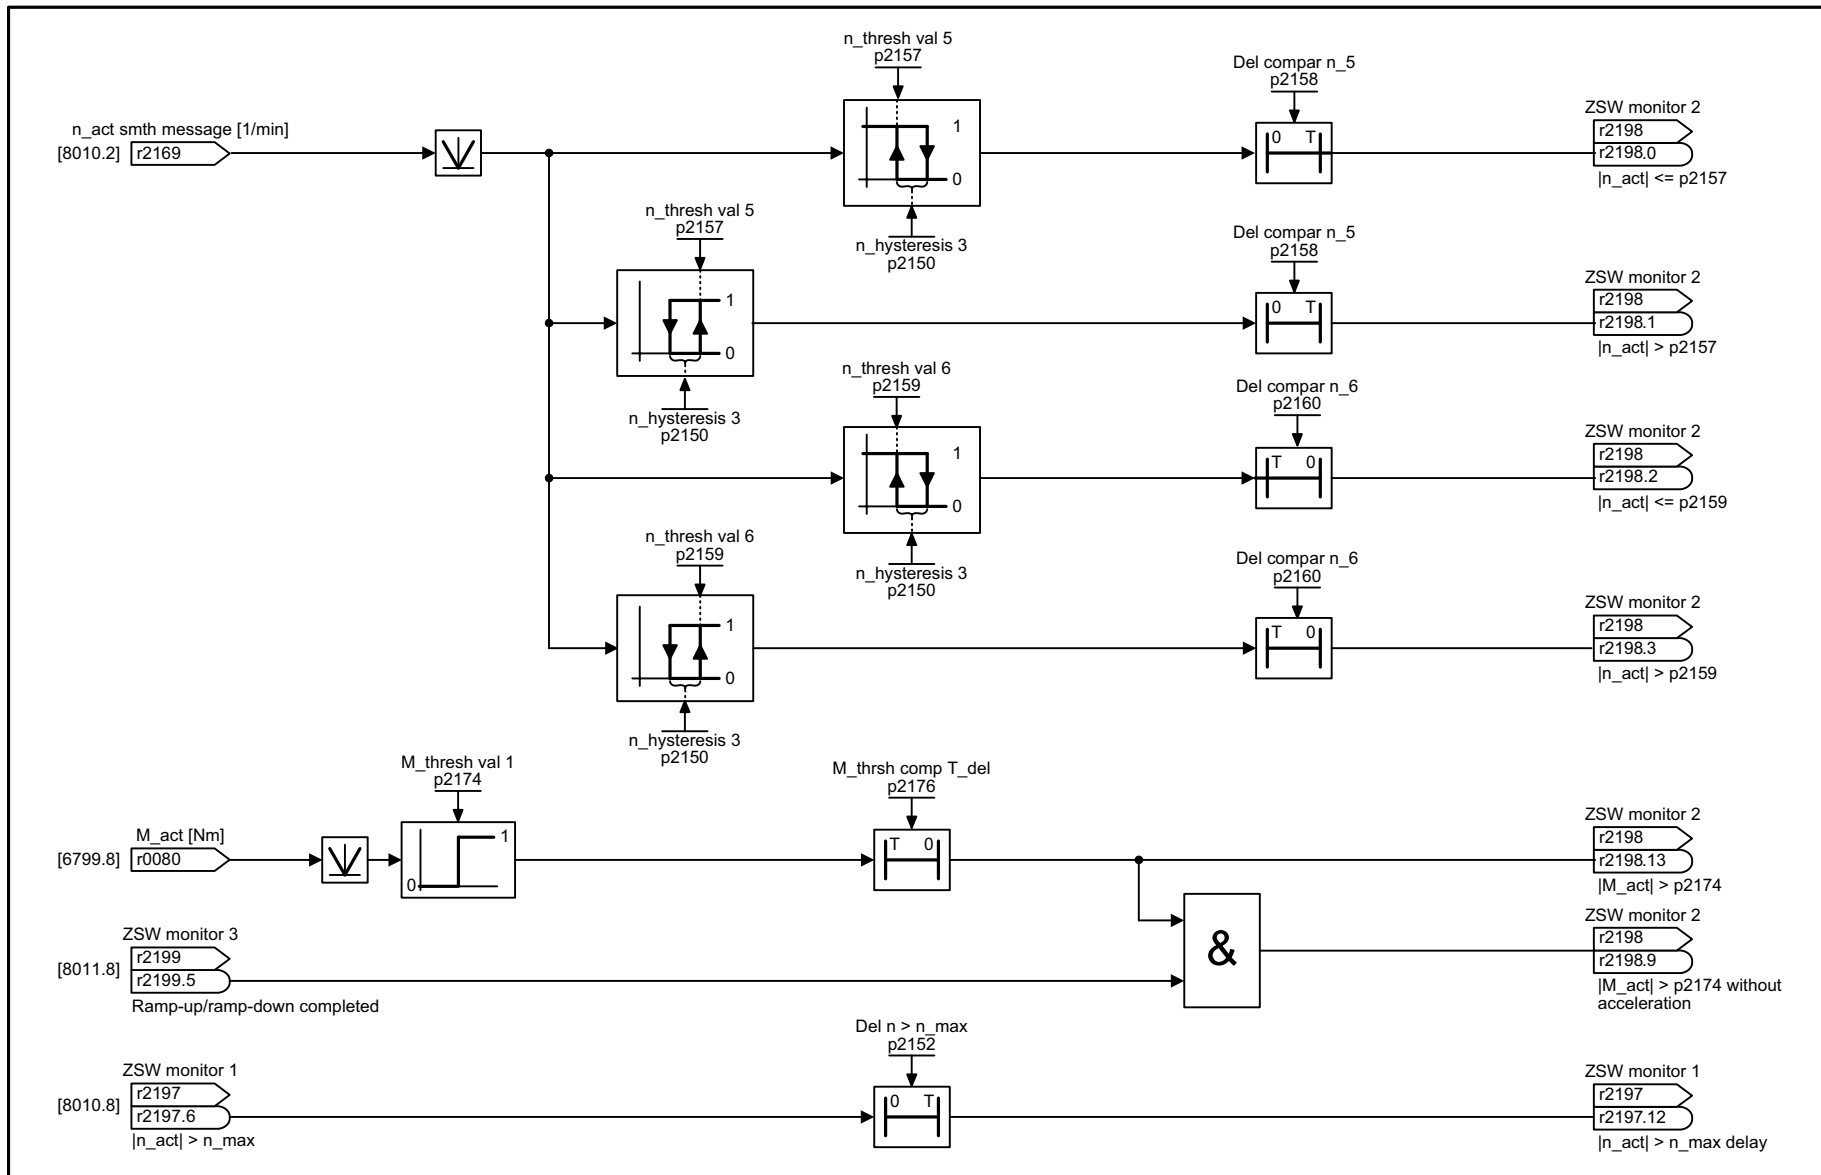 n_thresh val 5
p2157
Del compar n_5
p2158
n_act smth message [1/min]
[8010.2] r2169
1
0
0 T
ZSW monitor 2
r2198
r2198.0
|n_act| <= p2157
n_hysteresis 3
p2150
n_thresh val 5
p2157
Del compar n_5
p2158
1
0
0 T
ZSW monitor 2
r2198
r2198.1
|n_act| > p2157
n_hysteresis 3
p2150
n_thresh val 6
p2159
Del compar n_6
p2160
1
0
T 0
ZSW monitor 2
r2198
r2198.2
|n_act| <= p2159
n_hysteresis 3
p2150
n_thresh val 6
p2159
Del compar n_6
p2160
1
0
T 0
ZSW monitor 2
r2198
r2198.3
|n_act| > p2159
n_hysteresis 3
p2150
M_thresh val 1
p2174
M_thrsh comp T_del
p2176
M_act [Nm]
[6799.8] r0080
1
0
T 0
ZSW monitor 2
r2198
r2198.13
|M_act| > p2174
ZSW monitor 3
r2199
[8011.8]
r2199.5
Ramp-up/ramp-down completed
&
ZSW monitor 2
r2198
r2198.9
|M_act| > p2174 without
acceleration
Del n > n_max
p2152
ZSW monitor 1
r2197
[8010.8]
r2197.6
|n_act| > n_max
0 T
ZSW monitor 1
r2197
r2197.12
|n_act| > n_max delay